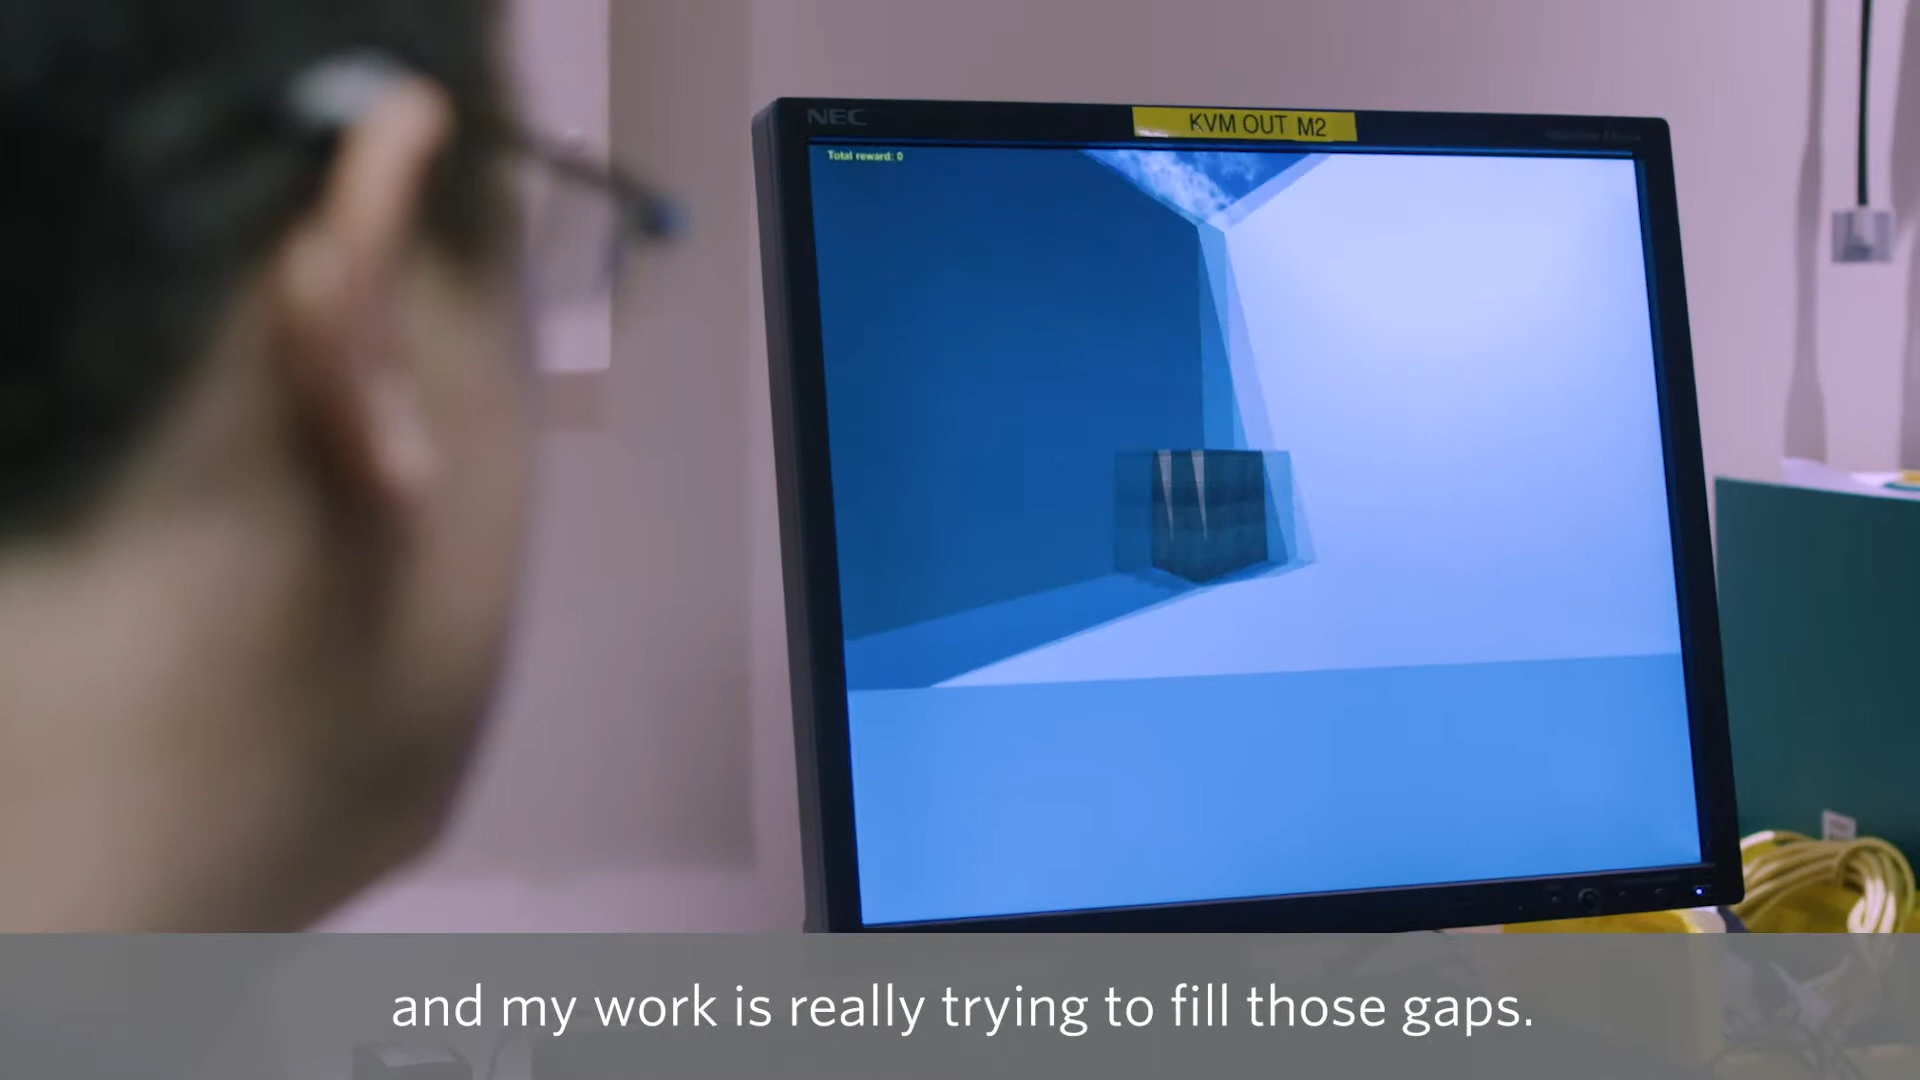 NEC
KVM OUT M2
Total reward: 0
and my work is really trying to fill those gaps.